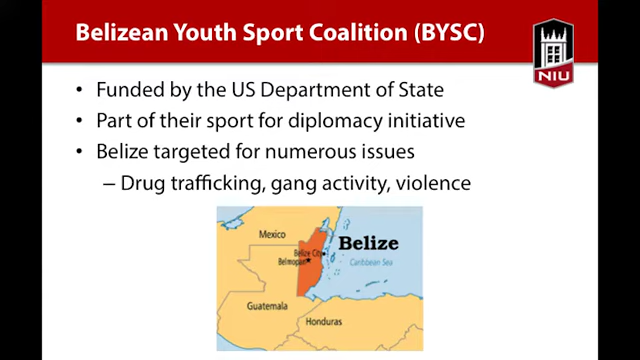 Belizean Youth Sport Coalition (BYSC)
NIU
• Funded by the US Department of State
• Part of their sport for diplomacy initiative
• Belize targeted for numerous issues
– Drug trafficking, gang activity, violence
Mexico
Belize
Belize City
Belmopan
Caribbean Sea
Guatemala
Honduras